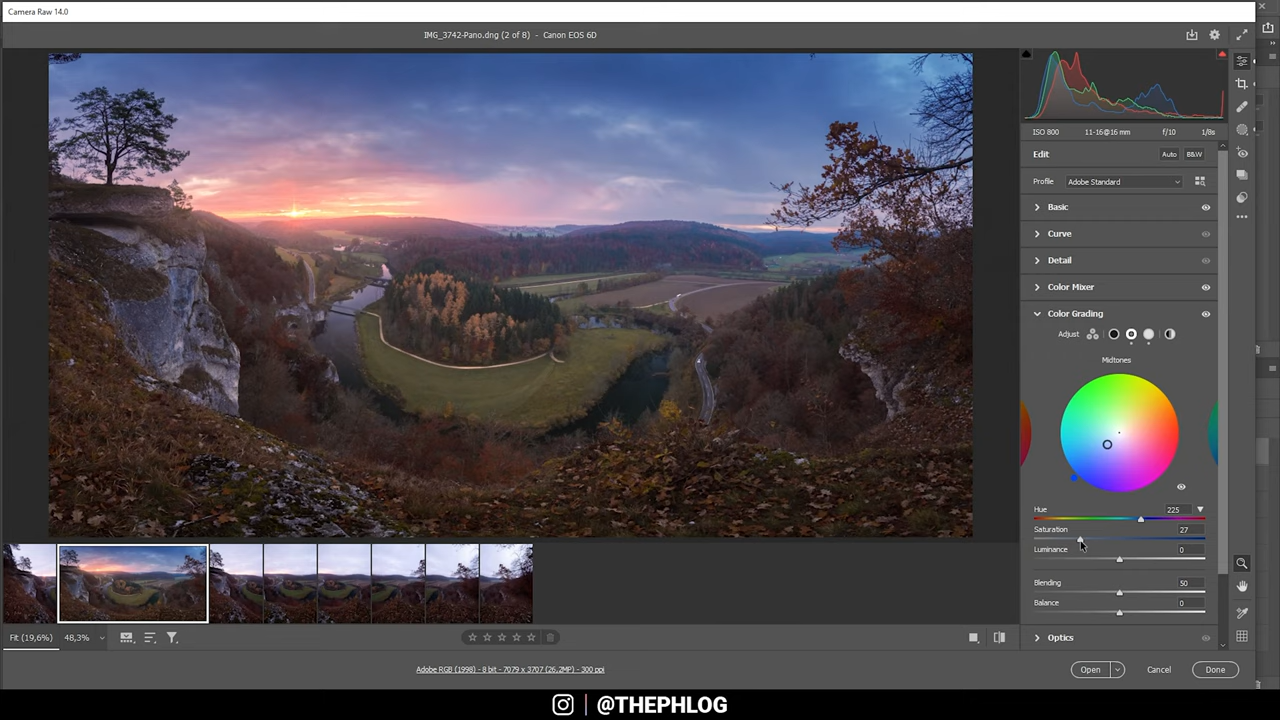 Camera Raw 14.0
IMG_3742-Pano.dng (2 of 8)  -  Canon EOS 6D
ISO 800 11-16@16 mm f/10 1/8s
Edit Auto B&W
Profile Adobe Standard
Basic
Curve
Detail
Color Mixer
Color Grading
Adjust
Midtones
Hue 225
Saturation 27
Luminance 0
Blending 50
Balance 0
Optics
Fit (19,6%) 48,3%
Adobe RGB (1998) - 8 bit - 7079 x 3707 (26,2MP) - 300 ppi
Open Cancel Done
@THEPHLOG